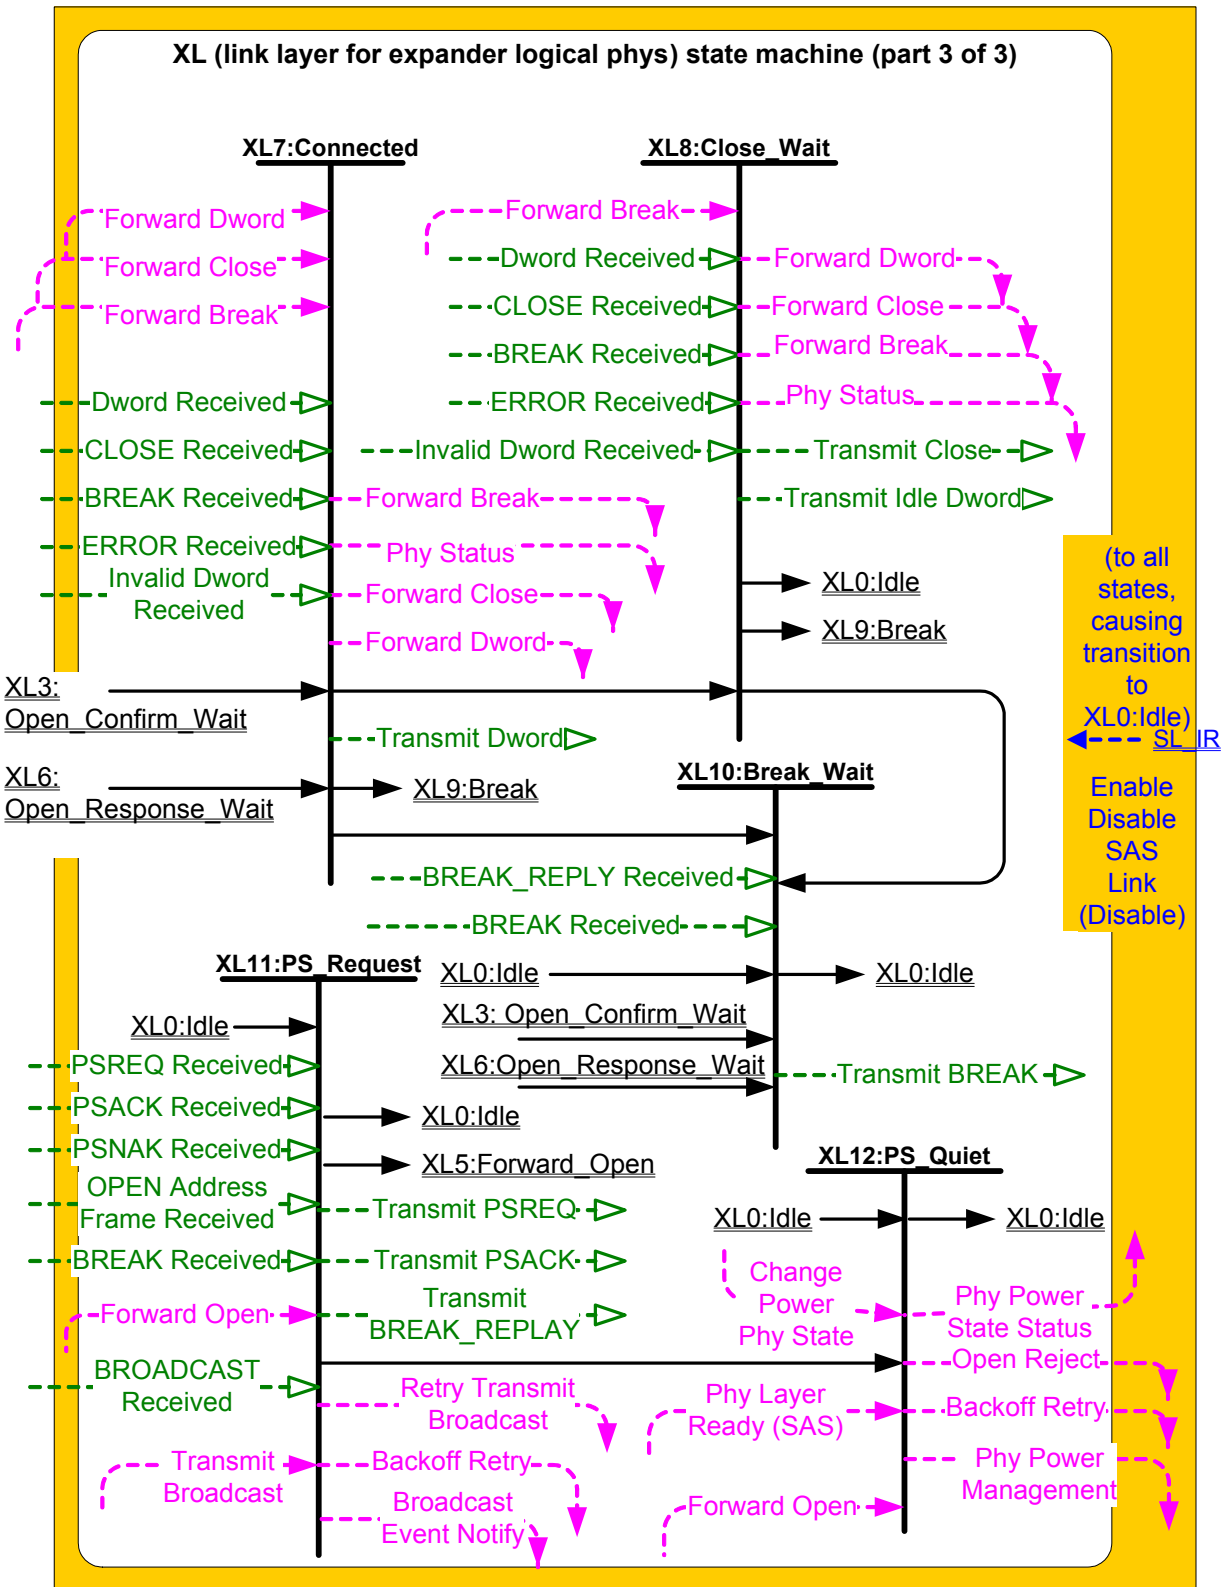 XL (link layer for expander logical phys) state machine (part 3 of 3)
XL7:Connected
Forward Dword
Forward Close
Forward Break
Dword Received
CLOSE Received
BREAK Received
Forward Break
ERROR Received
Phy Status
Invalid Dword
Received
Forward Close
Forward Dword
XL3:
Open_Confirm_Wait
Transmit Dword
XL6:
Open_Response_Wait
XL9:Break
XL8:Close_Wait
Forward Break
Dword Received
Forward Dword
CLOSE Received
Forward Close
BREAK Received
Forward Break
ERROR Received
Phy Status
Invalid Dword Received
Transmit Close
Transmit Idle Dword
XL0:Idle
XL9:Break
(to all
states,
causing
transition
to
XL0:Idle)
SL_IR
Enable
Disable
SAS
Link
(Disable)
XL10:Break_Wait
BREAK_REPLY Received
BREAK Received
XL0:Idle
XL0:Idle
XL3: Open_Confirm_Wait
XL6:Open_Response_Wait
Transmit BREAK
XL11:PS_Request
XL0:Idle
PSREQ Received
PSACK Received
XL0:Idle
PSNAK Received
XL5:Forward_Open
OPEN Address
Frame Received
Transmit PSREQ
BREAK Received
Transmit PSACK
Forward Open
Transmit
BREAK_REPLAY
BROADCAST
Received
Retry Transmit
Broadcast
Transmit
Broadcast
Backoff Retry
Broadcast
Event Notify
XL12:PS_Quiet
XL0:Idle
XL0:Idle
Change
Power
Phy State
Phy Power
State Status
Open Reject
Phy Layer
Ready (SAS)
Backoff Retry
Phy Power
Management
Forward Open